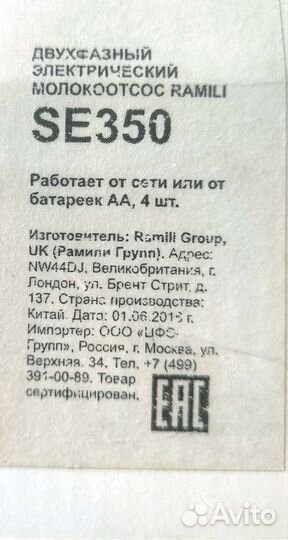 ДВУХФАЗНЫЙ
ЭЛЕКТРИЧЕСКИЙ
МОЛОКООТСОС RAMILI
SE350
Работает от сети или от
батареек АА, 4 шт.
Изготовитель: Ramili Group,
UK (Рамили Групп). Адрес:
NW44DJ, Великобритания, г.
Лондон, ул. Брент Стрит, д.
137. Страна производства:
Китай. Дата: 01.06.2016 г.
Импортер: ООО «ЦФС-
Групп», Россия, г. Москва, ул.
Верхняя. 34, Тел. +7 (499)
391-00-89. Товар
сертифицирован.
EAC
Avito